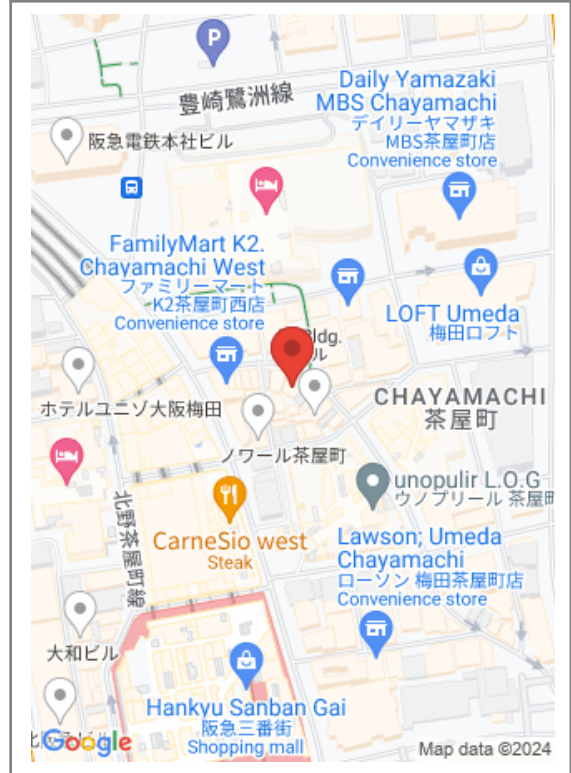 P
豊崎鷺洲線
Daily Yamazaki
MBS Chayamachi
デイリーヤマザキ
MBS茶屋町店
Convenience store
阪急電鉄本社ビル
FamilyMart K2.
Chayamachi West
ファミリーマート
K2茶屋町西店
Convenience store
LOFT Umeda
梅田ロフト
ldg.
ル
ホテルユニゾ大阪梅田
CHAYAMACHI
茶屋町
ノワール茶屋町
unopulir L.O.G
ウノプリール 茶屋町
北野茶屋町線
CarneSio west
Steak
Lawson; Umeda
Chayamachi
ローソン 梅田茶屋町店
Convenience store
大和ビル
Hankyu Sanban Gai
阪急三番街
Shopping mall
Google
Map data ©2024